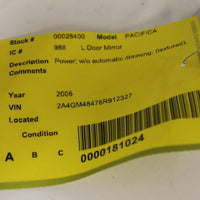 Stock # 00028400 Model PACIFICA
IC # 988 L Door Mirror
Description Power; w/o automatic dimming; (textured),
Comments
Year 2006
VIN 2A4GM48476R912327
Located
Condition
A B C 0000181024